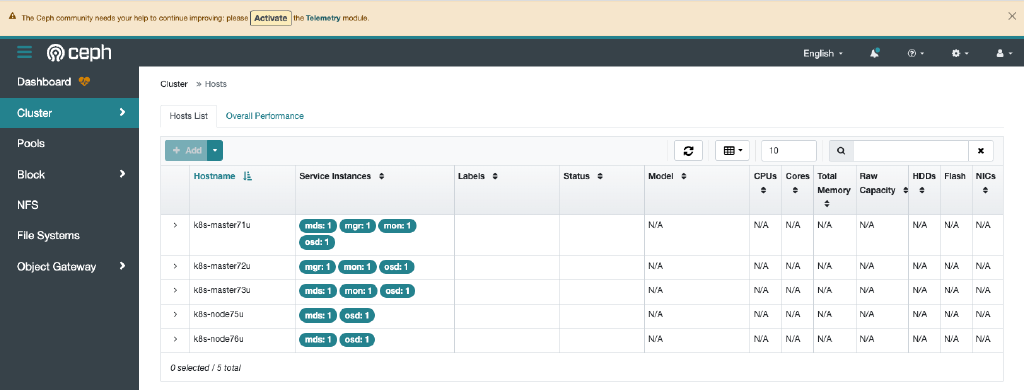 The Ceph community needs your help to continue improving: please Activate the Telemetry module.
ceph
English
Dashboard
Cluster
Pools
Block
NFS
File Systems
Object Gateway
Cluster » Hosts
Hosts List Overall Performance
+ Add 10
Hostname Service Instances Labels Status Model CPUs Cores Total Memory Raw Capacity HDDs Flash NICs
k8s-master71u mds: 1 mgr: 1 mon: 1 osd: 1 N/A N/A N/A N/A N/A N/A N/A N/A
k8s-master72u mgr: 1 mon: 1 osd: 1 N/A N/A N/A N/A N/A N/A N/A N/A
k8s-master73u mds: 1 mon: 1 osd: 1 N/A N/A N/A N/A N/A N/A N/A N/A
k8s-node75u mds: 1 osd: 1 N/A N/A N/A N/A N/A N/A N/A N/A
k8s-node76u mds: 1 osd: 1 N/A N/A N/A N/A N/A N/A N/A N/A
0 selected / 5 total